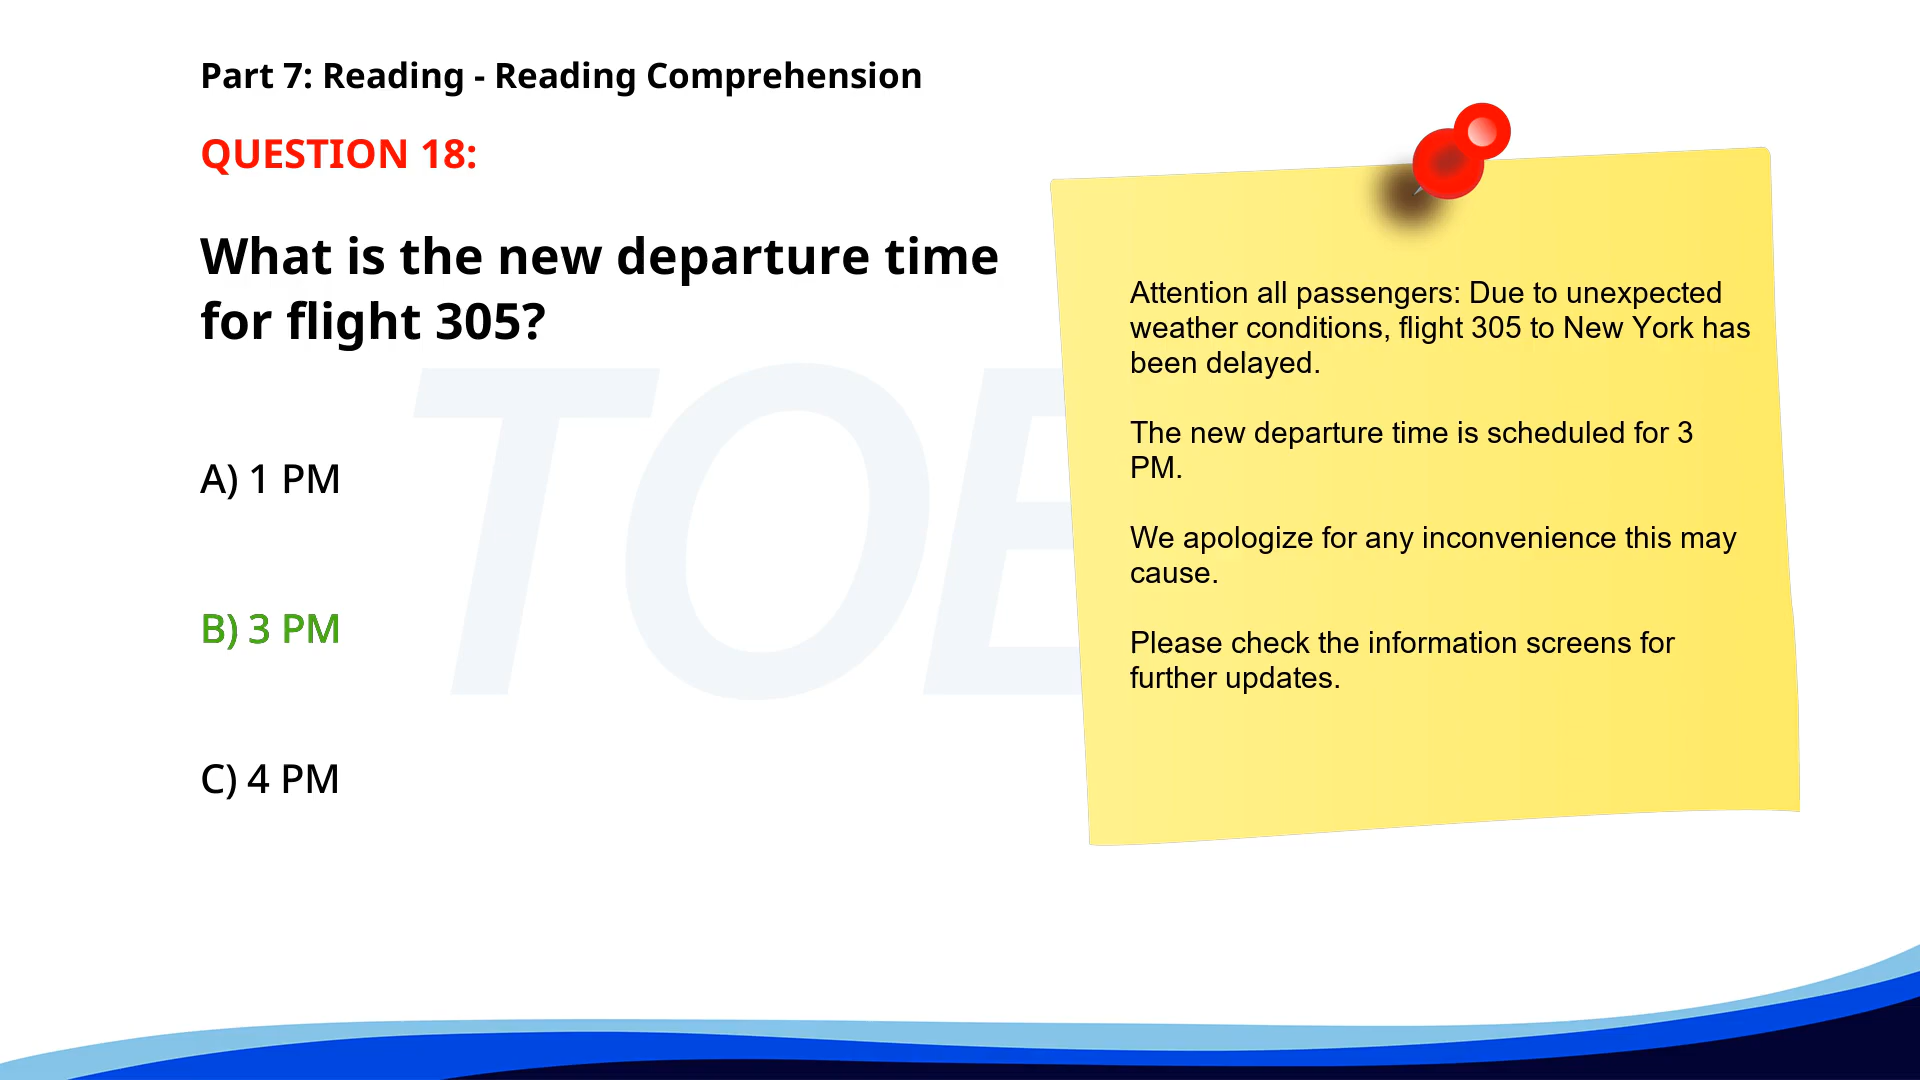 Part 7: Reading - Reading Comprehension
QUESTION 18:
What is the new departure time
for flight 305?
A) 1 PM
B) 3 PM
C) 4 PM
TOE
Attention all passengers: Due to unexpected
weather conditions, flight 305 to New York has
been delayed.
The new departure time is scheduled for 3
PM.
We apologize for any inconvenience this may
cause.
Please check the information screens for
further updates.